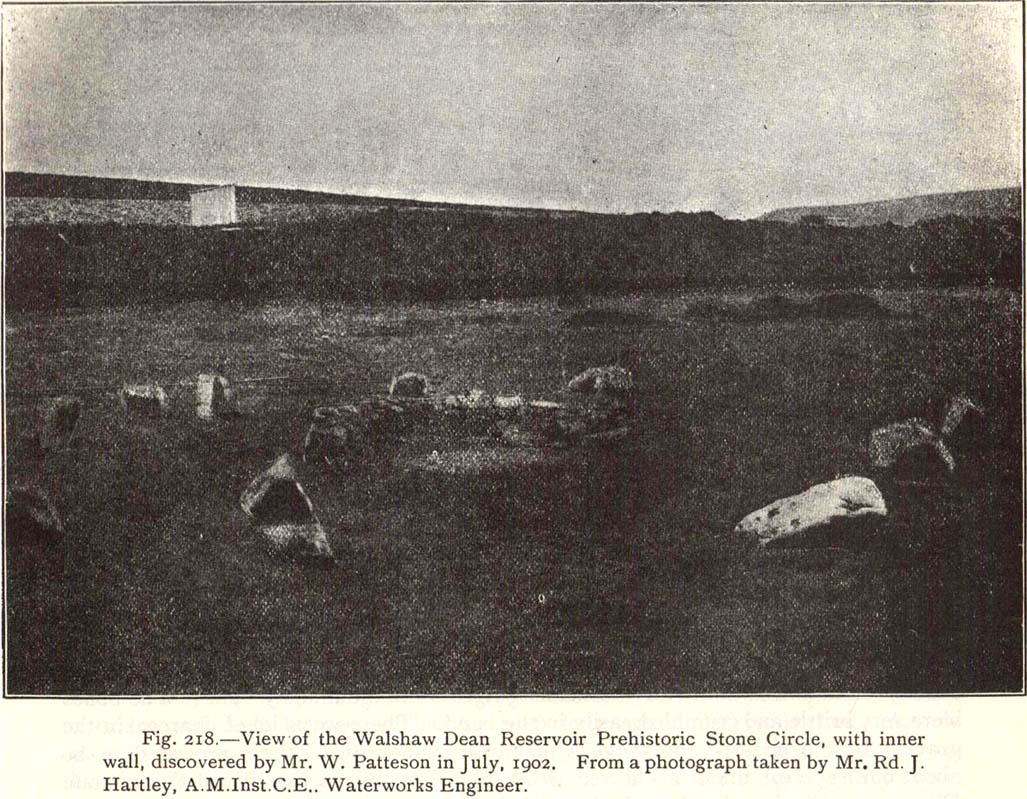 Fig. 218.—View of the Walshaw Dean Reservoir Prehistoric Stone Circle, with inner
wall, discovered by Mr. W. Patteson in July, 1902. From a photograph taken by Mr. Rd. J.
Hartley, A.M.Inst.C.E., Waterworks Engineer.